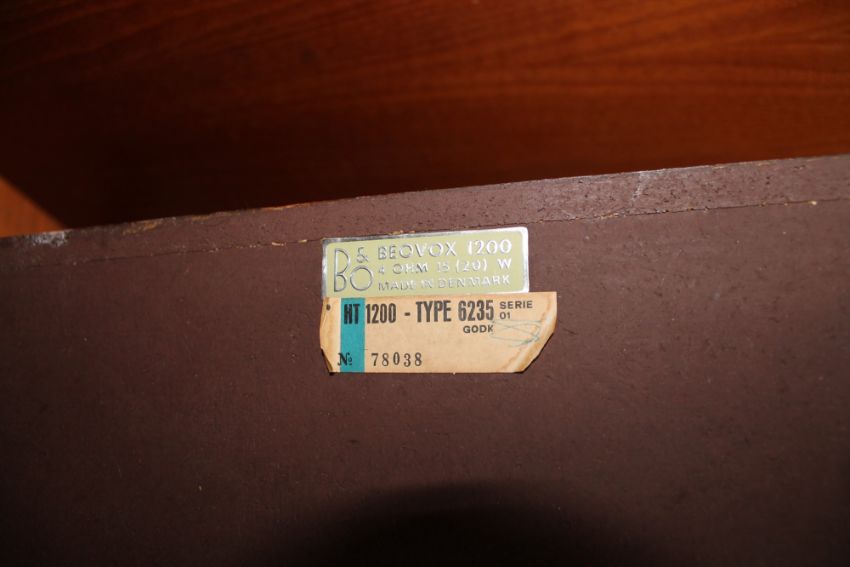 B&O
BEOVOX 1200
4 OHM 15 (20) W
MADE IN DENMARK
HT 1200 - TYPE 6235 SERIE 01
GODK
No 78038